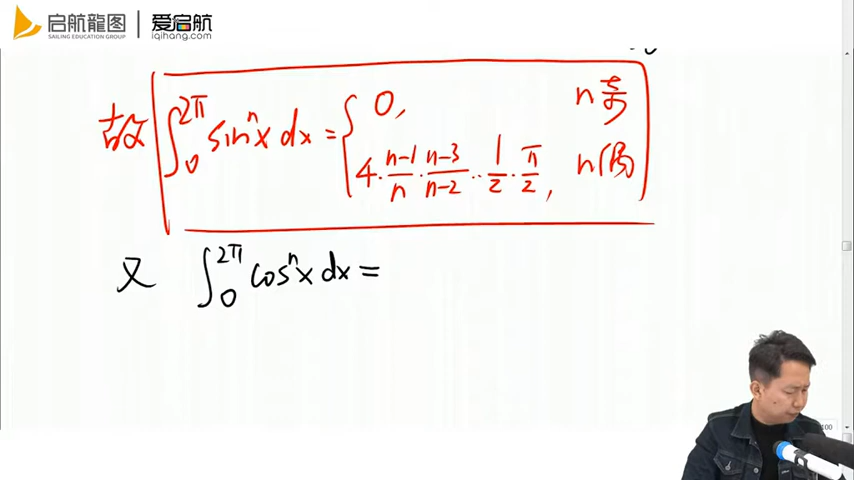 启航龍图 爱启航
SAILING EDUCATION GROUP iqihang.com
故 ∫₀^{2π} sinⁿx dx = { 0, n奇
4·(n-1)/n·(n-3)/(n-2)··1/2·π/2, n偶
又 ∫₀^{2π} cosⁿx dx =
100